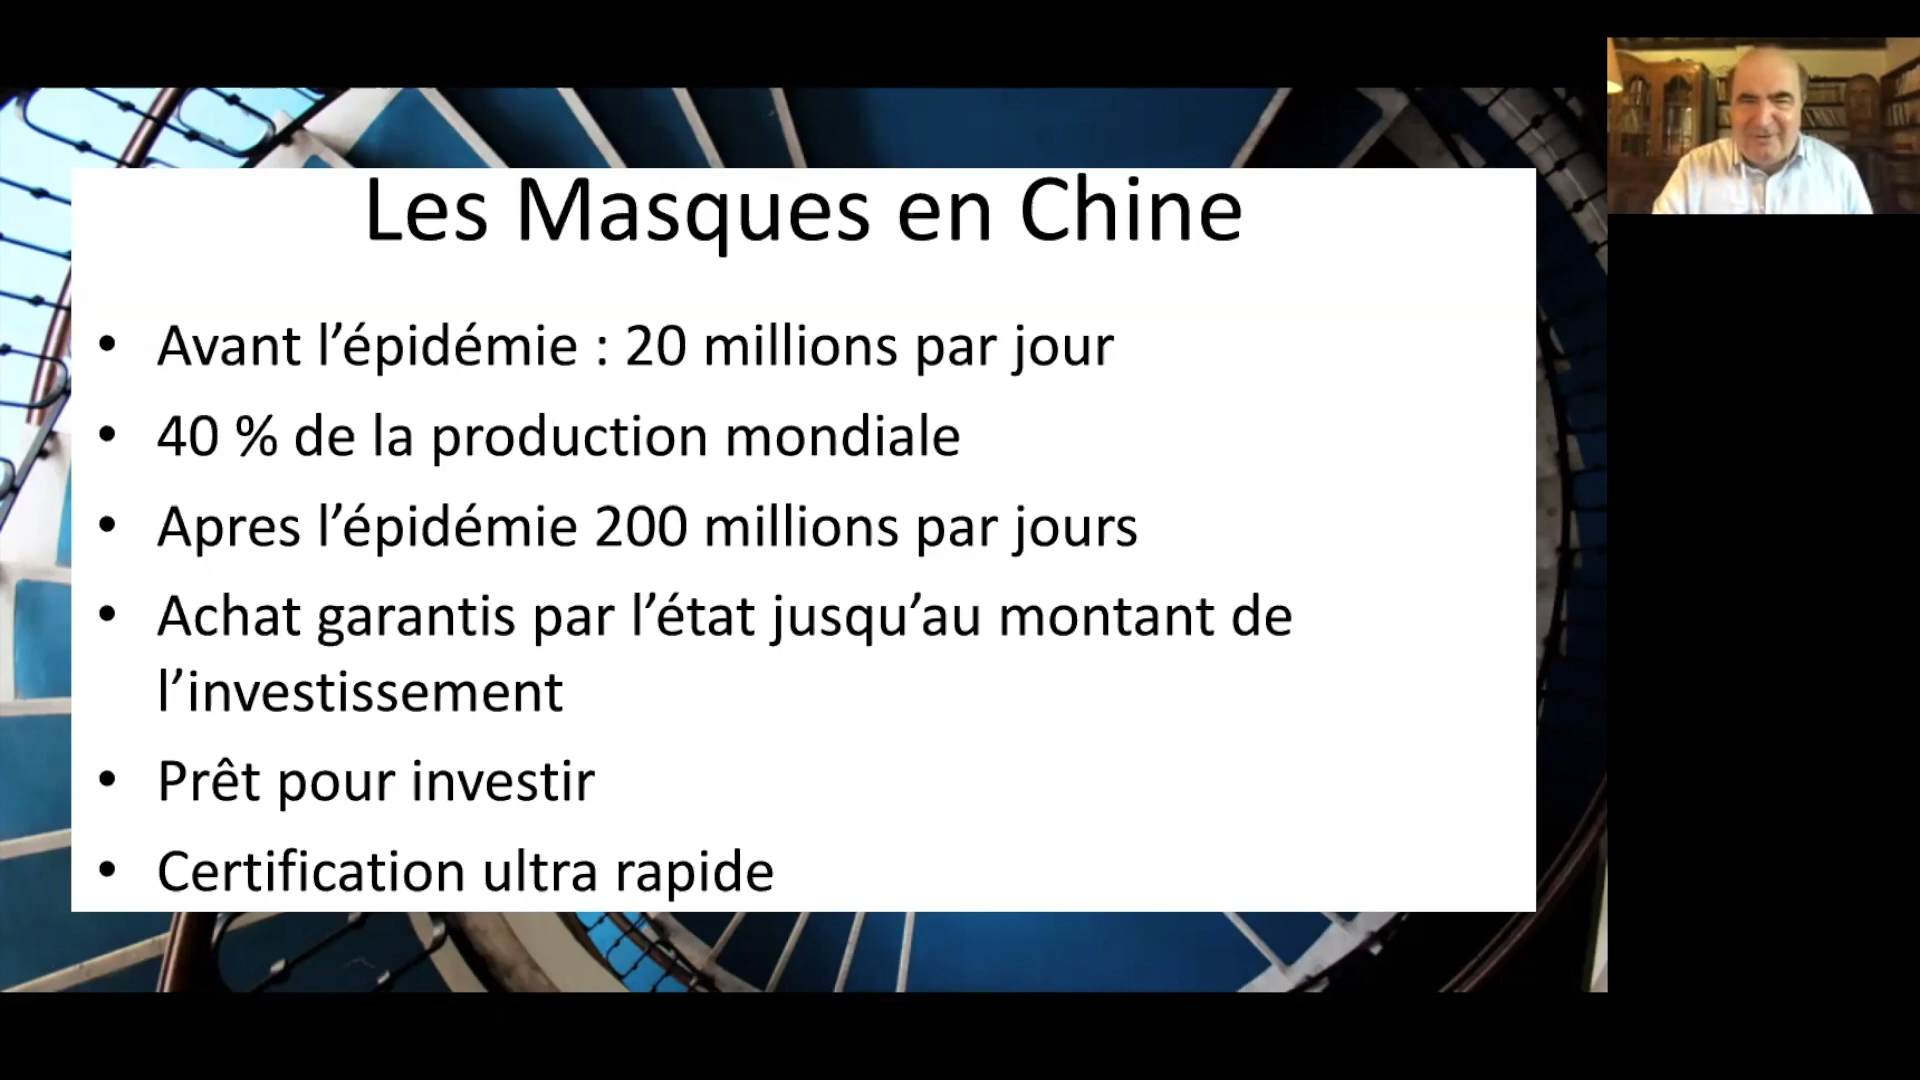 Les Masques en Chine
• Avant l’épidémie : 20 millions par jour
• 40 % de la production mondiale
• Apres l’épidémie 200 millions par jours
• Achat garantis par l’état jusqu’au montant de
l’investissement
• Prêt pour investir
• Certification ultra rapide